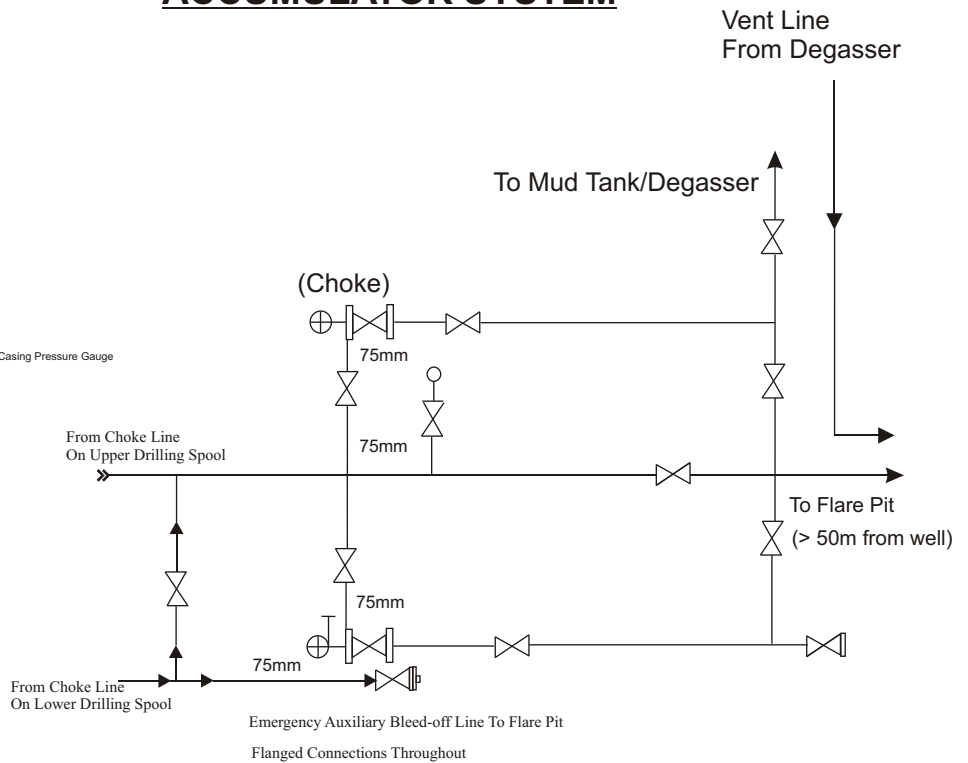 ACCUMULATOR SYSTEM
Vent Line
From Degasser
To Mud Tank/Degasser
(Choke)
75mm
Casing Pressure Gauge
75mm
From Choke Line
On Upper Drilling Spool
To Flare Pit
(> 50m from well)
75mm
75mm
From Choke Line
On Lower Drilling Spool
Emergency Auxiliary Bleed-off Line To Flare Pit
Flanged Connections Throughout